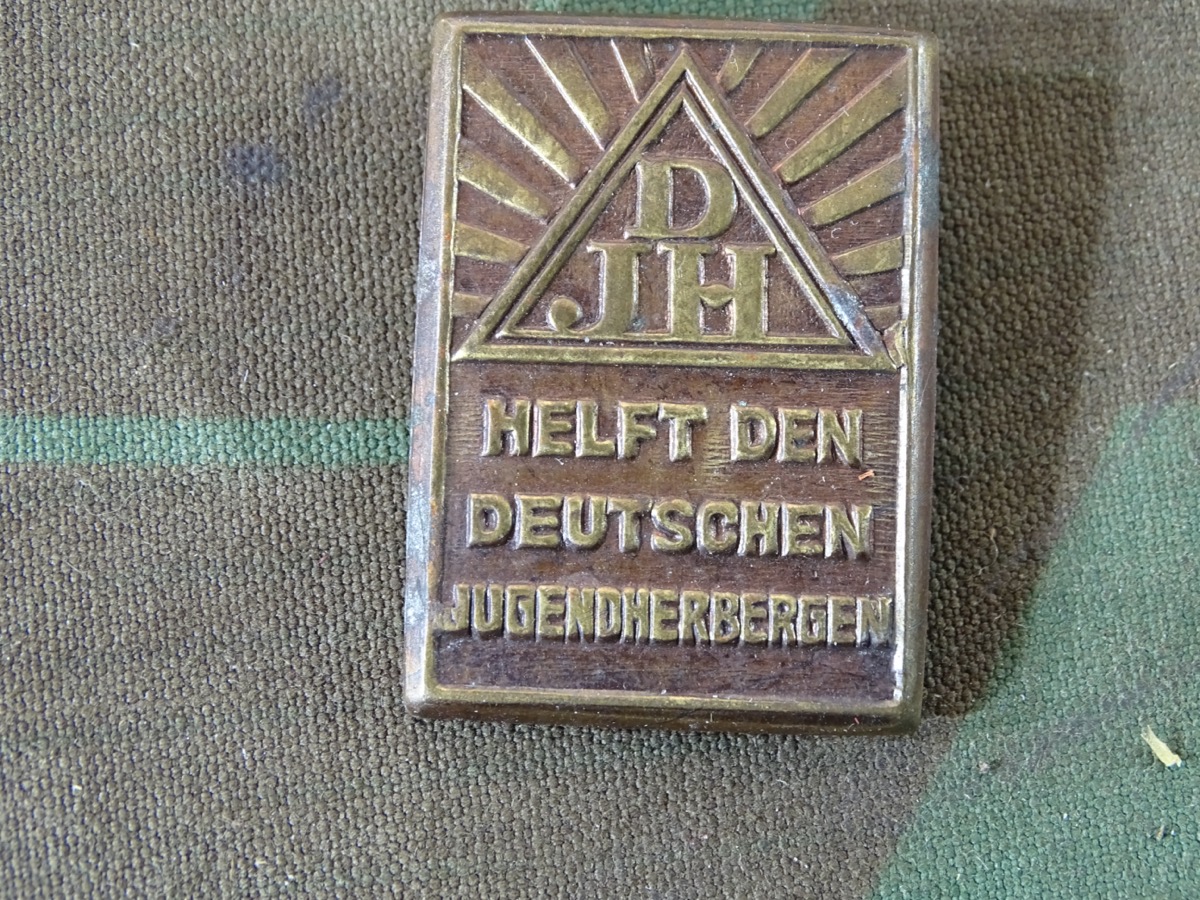 D
JH
HELFT DEN
DEUTSCHEN
JUGENDHERBERGEN